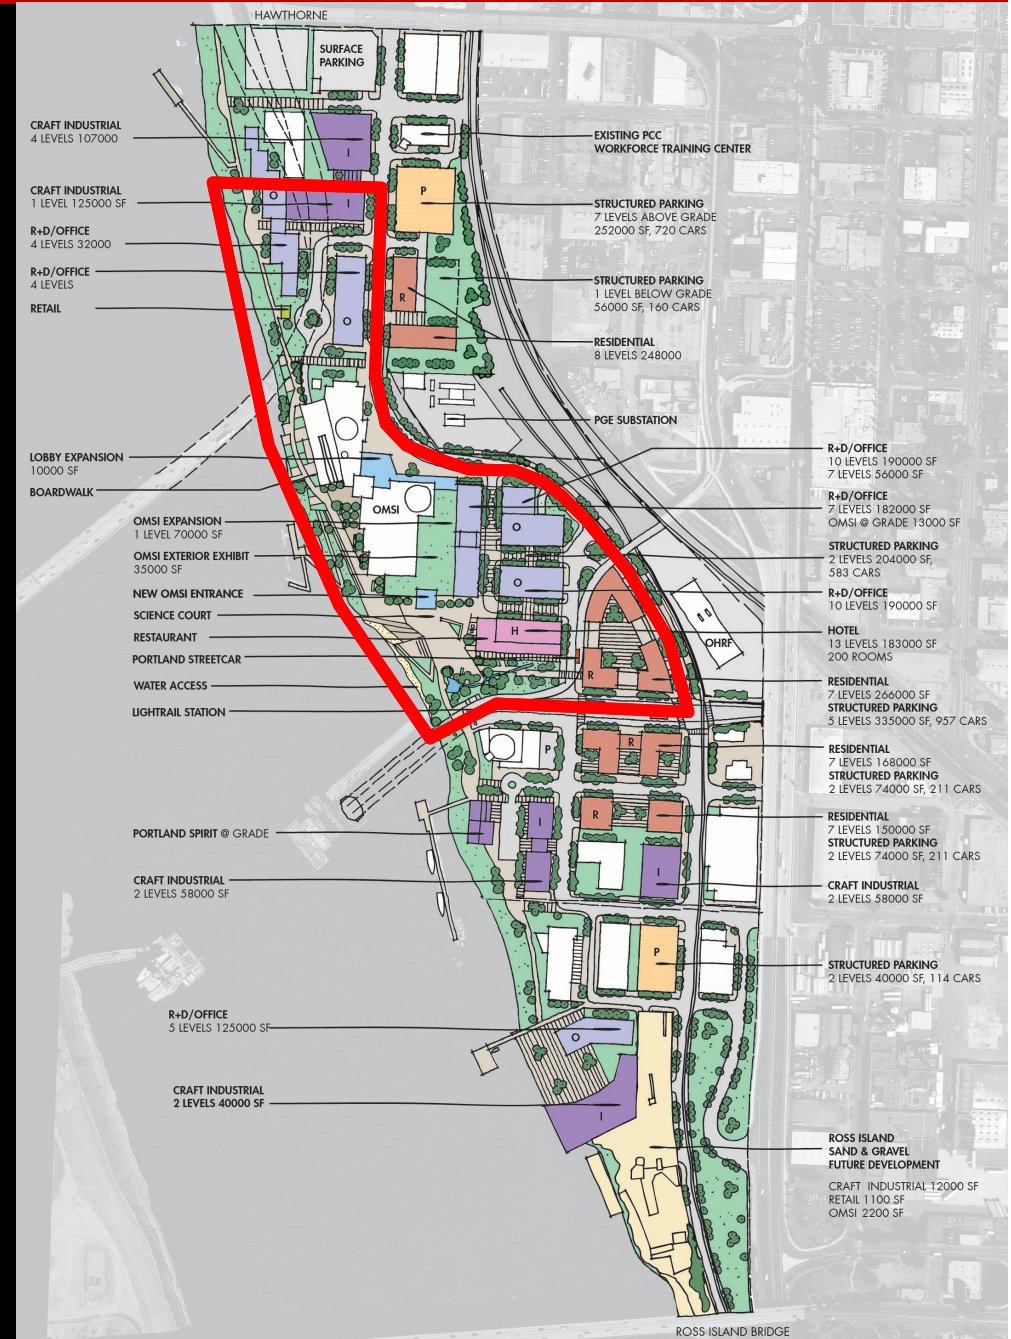 HAWTHORNE
SURFACE
PARKING
CRAFT INDUSTRIAL
4 LEVELS 107000
I
EXISTING PCC
WORKFORCE TRAINING CENTER
CRAFT INDUSTRIAL
1 LEVEL 125000 SF
O
I
P
STRUCTURED PARKING
7 LEVELS ABOVE GRADE
252000 SF, 720 CARS
R+D/OFFICE
4 LEVELS 32000
R+D/OFFICE
4 LEVELS
RETAIL
O
R
STRUCTURED PARKING
1 LEVEL BELOW GRADE
56000 SF, 160 CARS
RESIDENTIAL
8 LEVELS 248000
PGE SUBSTATION
LOBBY EXPANSION
10000 SF
BOARDWALK
R+D/OFFICE
10 LEVELS 190000 SF
7 LEVELS 56000 SF
R+D/OFFICE
7 LEVELS 182000 SF
OMSI @ GRADE 13000 SF
OMSI
O
OMSI EXPANSION
1 LEVEL 70000 SF
OMSI EXTERIOR EXHIBIT
35000 SF
STRUCTURED PARKING
2 LEVELS 204000 SF,
583 CARS
O
NEW OMSI ENTRANCE
R+D/OFFICE
10 LEVELS 190000 SF
SCIENCE COURT
RESTAURANT
H
HOTEL
13 LEVELS 183000 SF
200 ROOMS
OHRF
PORTLAND STREETCAR
R
WATER ACCESS
RESIDENTIAL
7 LEVELS 266000 SF
STRUCTURED PARKING
5 LEVELS 335000 SF, 957 CARS
LIGHTRAIL STATION
P
R
RESIDENTIAL
7 LEVELS 168000 SF
STRUCTURED PARKING
2 LEVELS 74000 SF, 211 CARS
PORTLAND SPIRIT @ GRADE
I
R
RESIDENTIAL
7 LEVELS 150000 SF
STRUCTURED PARKING
2 LEVELS 74000 SF, 211 CARS
CRAFT INDUSTRIAL
2 LEVELS 58000 SF
I
CRAFT INDUSTRIAL
2 LEVELS 58000 SF
P
STRUCTURED PARKING
2 LEVELS 40000 SF, 114 CARS
R+D/OFFICE
5 LEVELS 125000 SF
O
CRAFT INDUSTRIAL
2 LEVELS 40000 SF
I
ROSS ISLAND
SAND & GRAVEL
FUTURE DEVELOPMENT
CRAFT INDUSTRIAL 12000 SF
RETAIL 1100 SF
OMSI 2200 SF
ROSS ISLAND BRIDGE